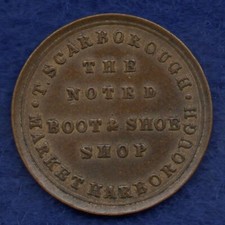 T. SCARBOROUGH
THE
NOTED
BOOT & SHOE
SHOP
MARKET HARBOROUGH